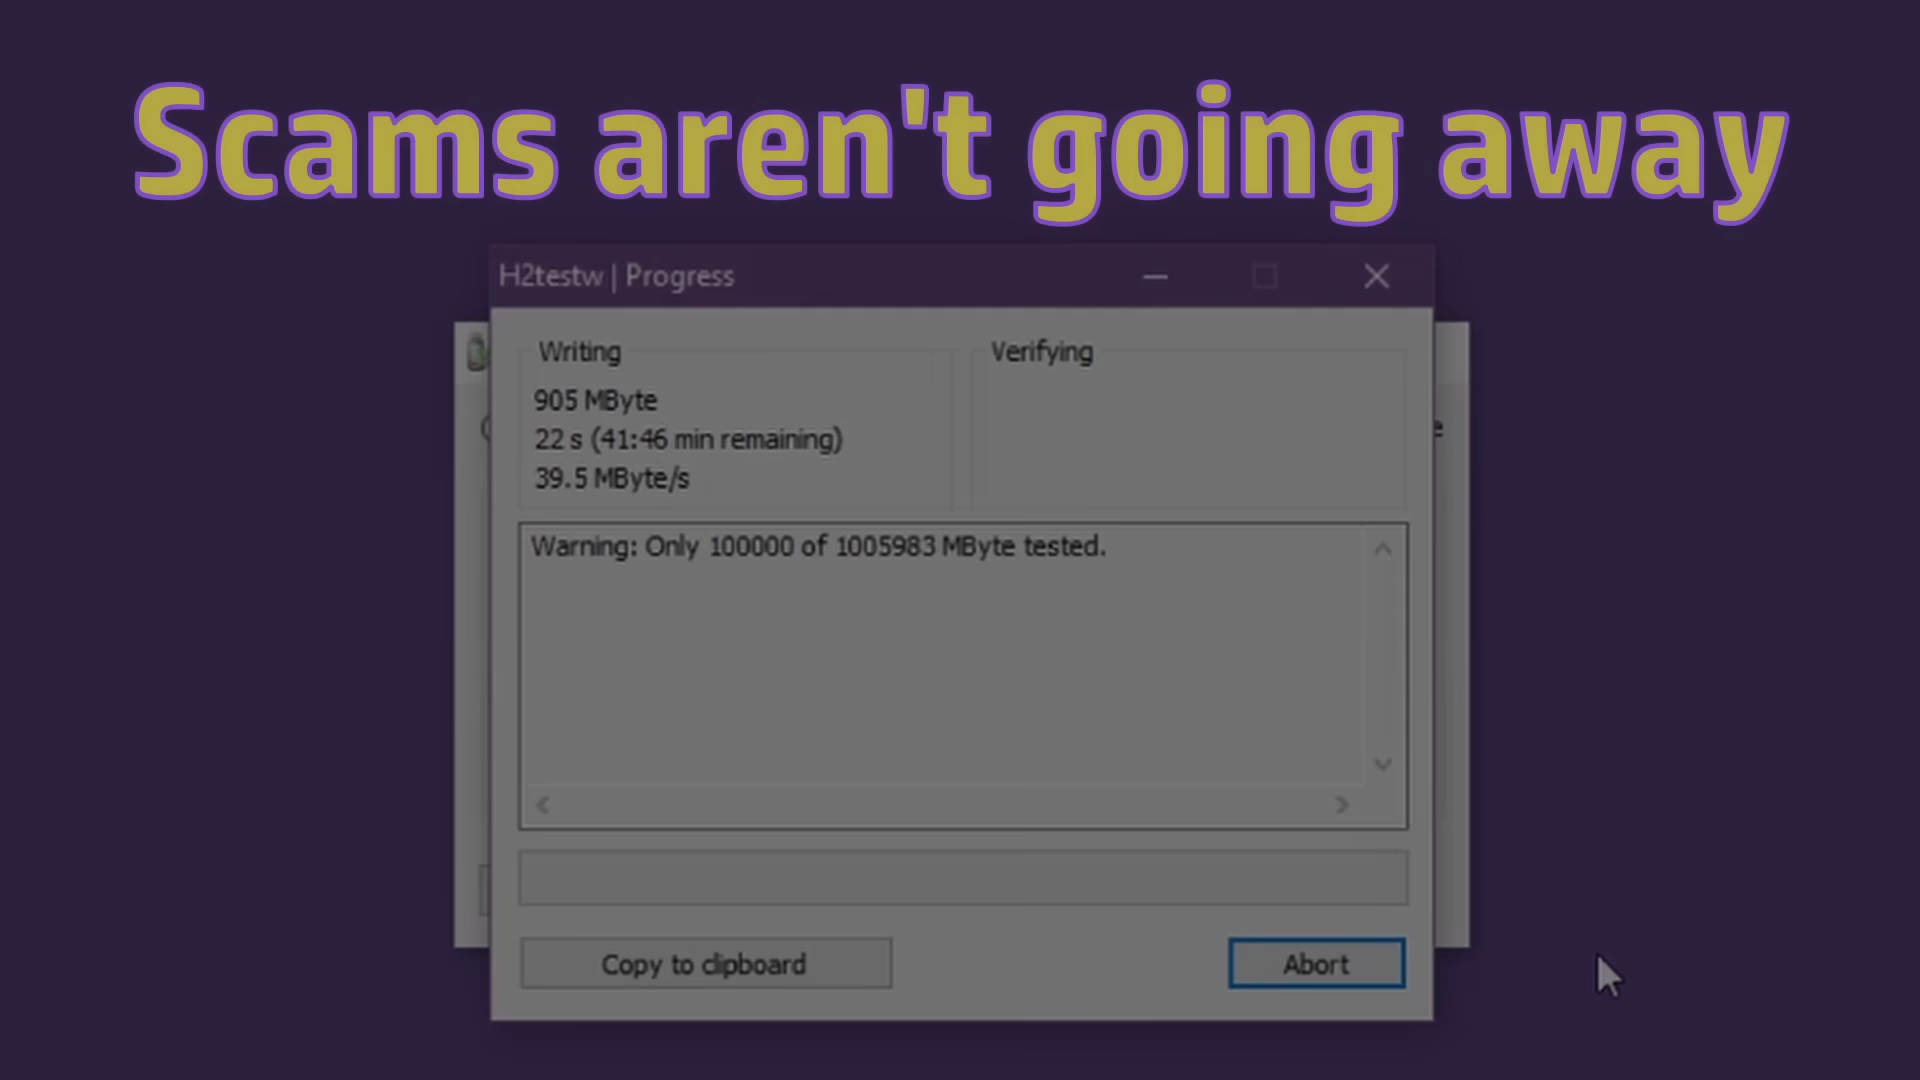 Scams aren't going away
H2testw | Progress
Writing
Verifying
905 MByte
22 s (41:46 min remaining)
39.5 MByte/s
Warning: Only 100000 of 1005983 MByte tested.
Copy to clipboard
Abort